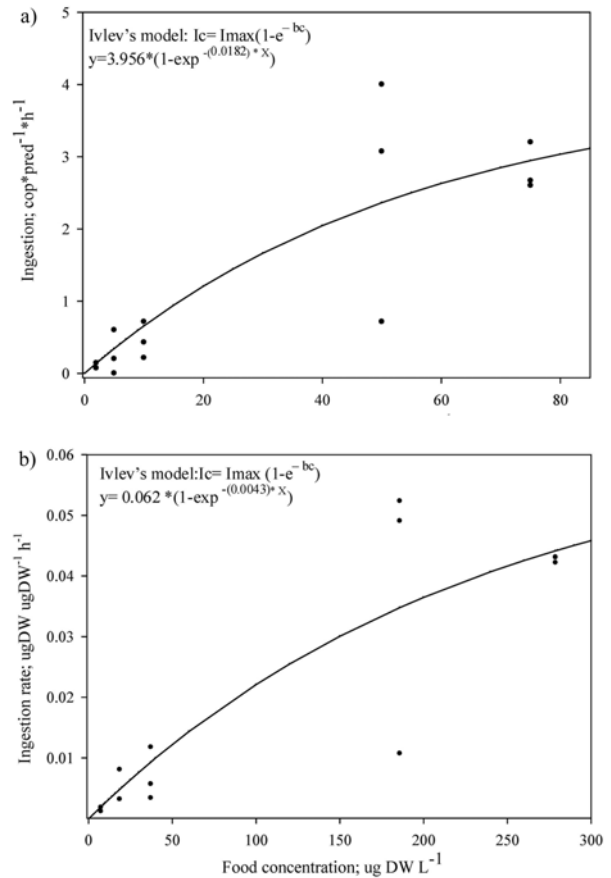 a)
Ivlev's model: Ic= Imax(1-e^– bc)
y=3.956*(1-exp^-(0.0182) * X)
Ingestion; cop*pred^-1*h^-1
5
4
3
2
1
0
0 20 40 60 80
b)
Ivlev's model:Ic= Imax (1-e^– bc)
y= 0.062 *(1-exp^-(0.0043)* X)
Ingestion rate; ugDW ugDW^-1 h^-1
0.06
0.05
0.04
0.03
0.02
0.01
0 50 100 150 200 250 300
Food concentration; ug DW L^-1